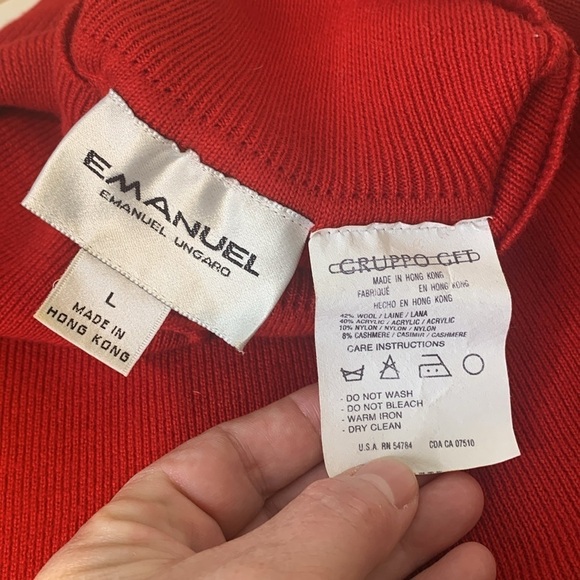 EMANUEL
EMANUEL UNGARO
L
MADE IN
HONG KONG
GRUPPO GFT
MADE IN HONG KONG
FABRIQUÉ EN HONG KONG
HECHO EN HONG KONG
42% WOOL / LAINE / LANA
40% ACRYLIC / ACRYLIC / ACRYLIC
10% NYLON / NYLON / NYLON
8% CASHMERE / CASIMIR / CASHMERE
CARE INSTRUCTIONS
- DO NOT WASH
- DO NOT BLEACH
- WARM IRON
- DRY CLEAN
U.S.A. RN 54784 CDA CA 07510